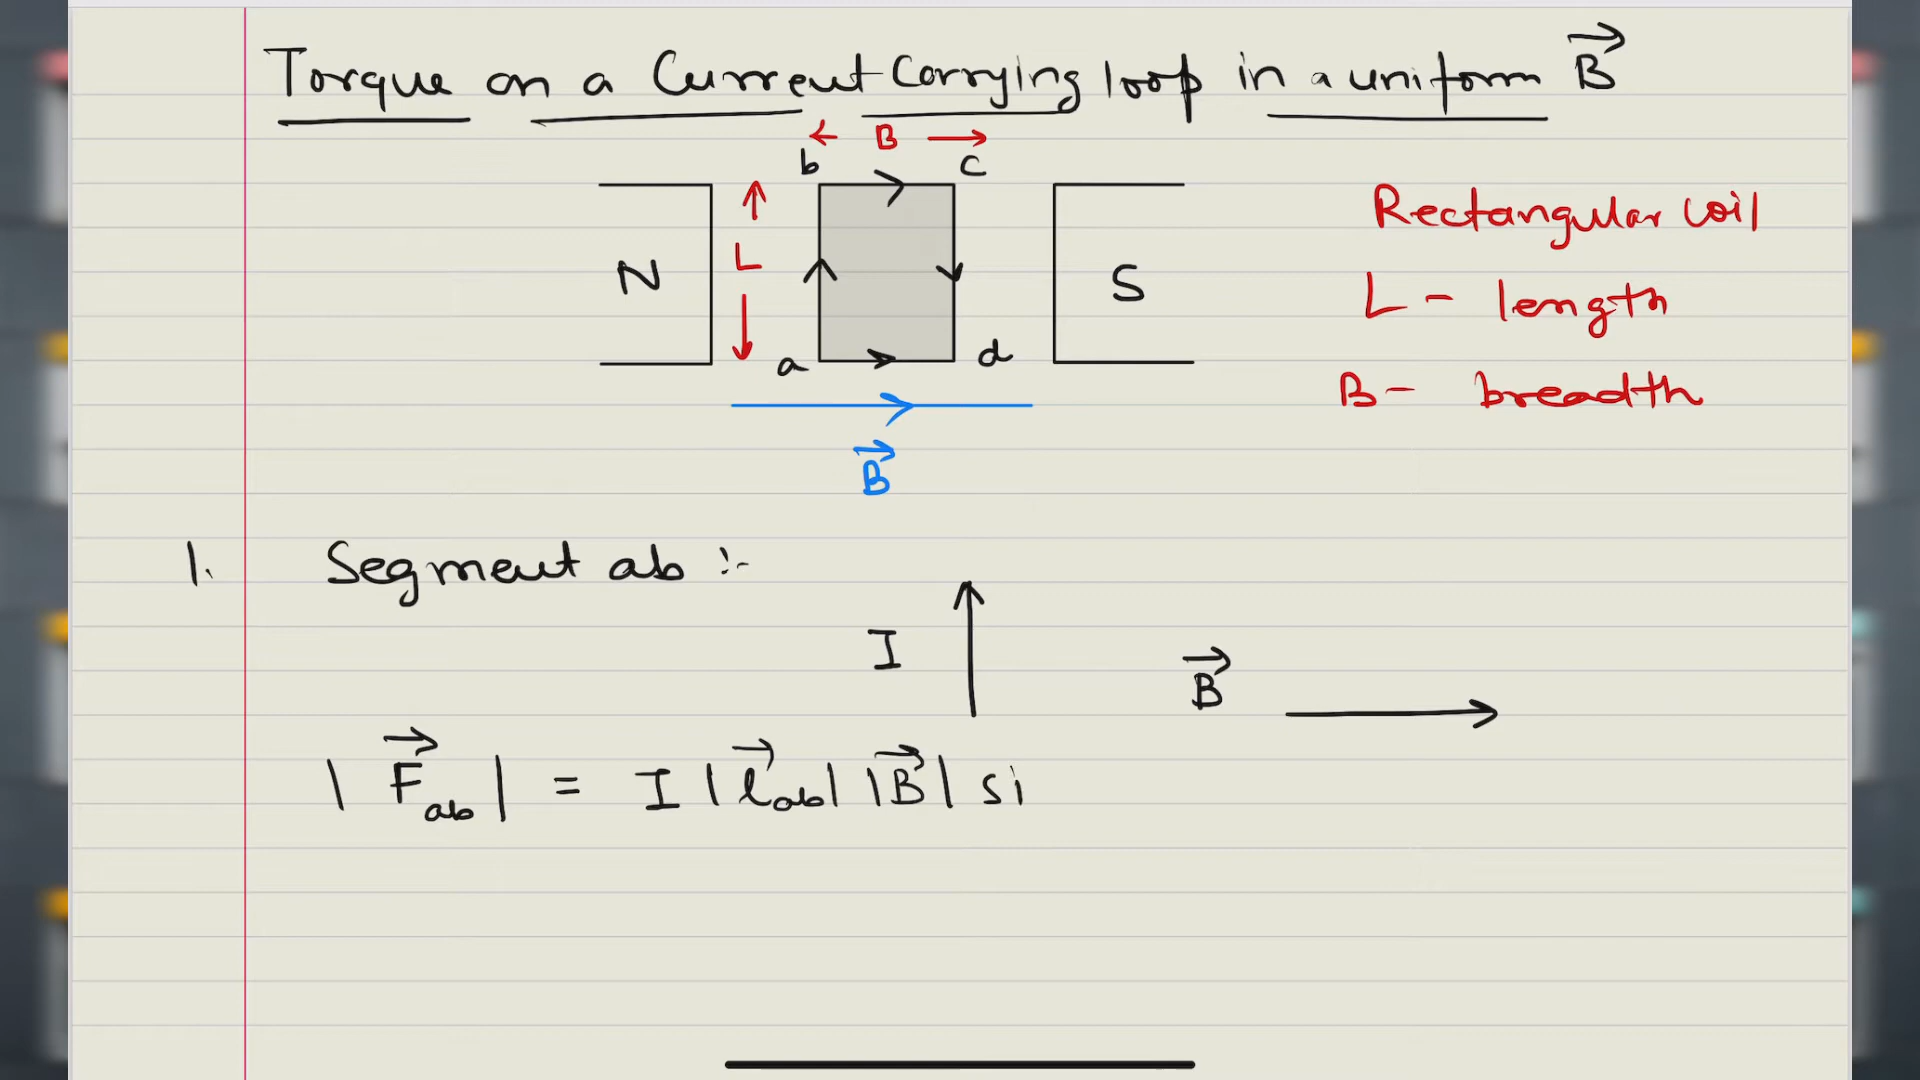 Torque on a Current Carrying loop in a uniform B⃗
← B →
b c
N L S
a d
B⃗
Rectangular coil
L - length
B - breadth
1. Segment ab :-
I B⃗
| F⃗ab | = I | l⃗ab | | B⃗ | si